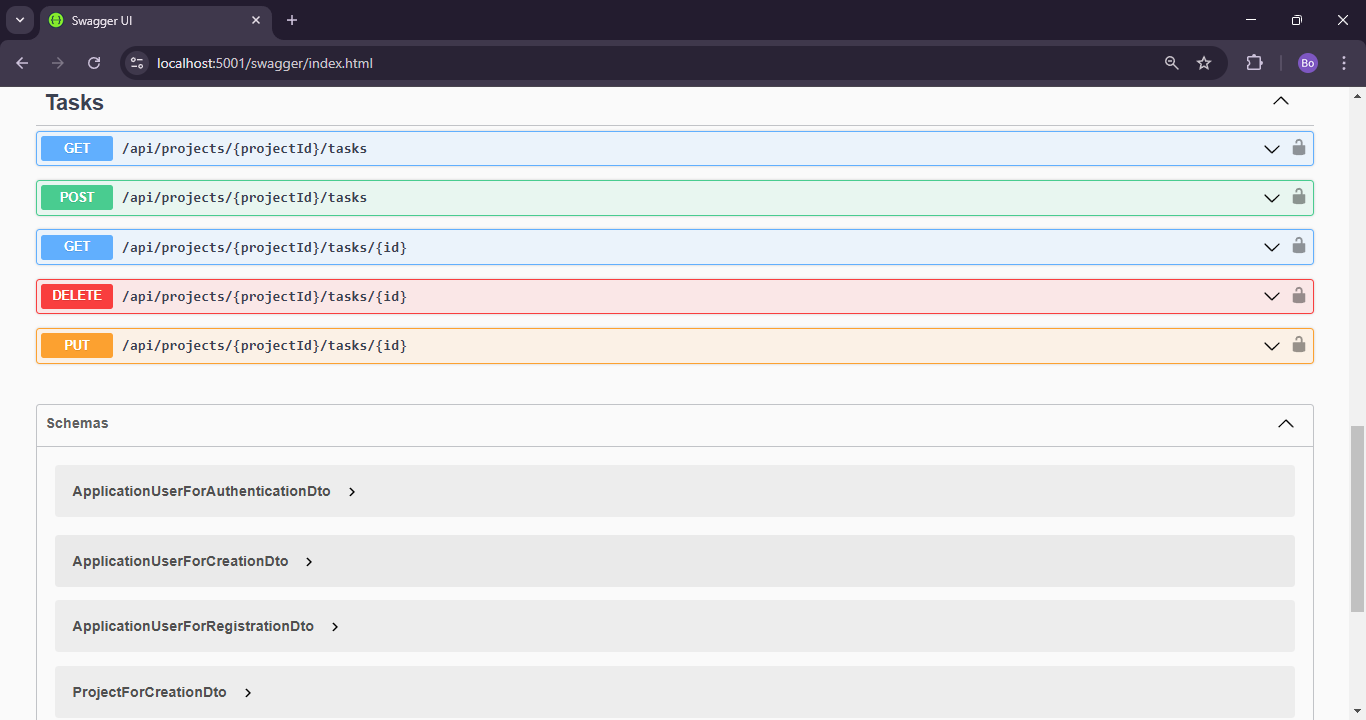 Swagger UI
localhost:5001/swagger/index.html
Bo
Tasks
GET /api/projects/{projectId}/tasks
POST /api/projects/{projectId}/tasks
GET /api/projects/{projectId}/tasks/{id}
DELETE /api/projects/{projectId}/tasks/{id}
PUT /api/projects/{projectId}/tasks/{id}
Schemas
ApplicationUserForAuthenticationDto
ApplicationUserForCreationDto
ApplicationUserForRegistrationDto
ProjectForCreationDto